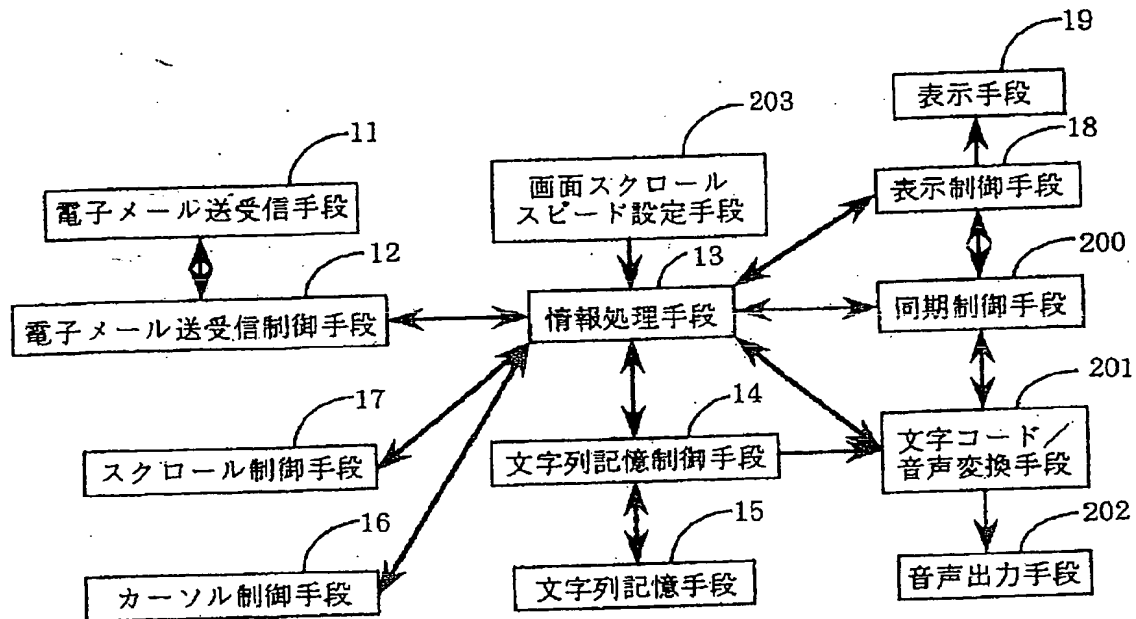 19
表示手段
203
11
18
画面スクロール
スピード設定手段
電子メール送受信手段
表示制御手段
12
13
200
電子メール送受信制御手段
情報処理手段
同期制御手段
17
14
201
スクロール制御手段
文字列記憶制御手段
文字コード/
音声変換手段
16
15
202
カーソル制御手段
文字列記憶手段
音声出力手段